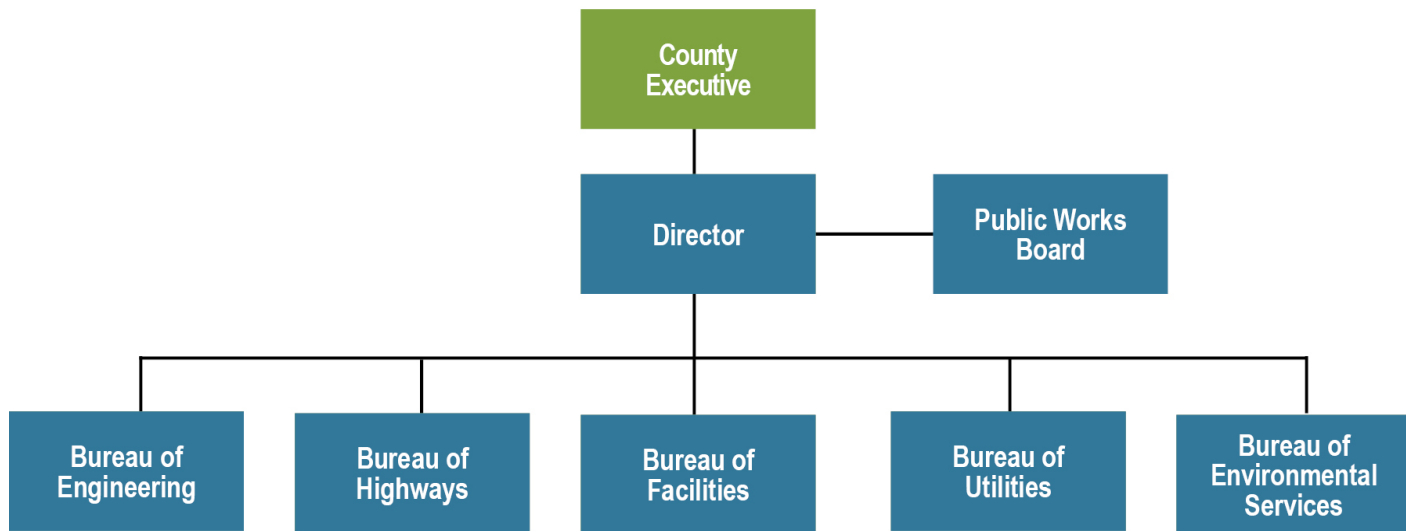 County
Executive
Director
Public Works
Board
Bureau of
Engineering
Bureau of
Highways
Bureau of
Facilities
Bureau of
Utilities
Bureau of
Environmental
Services